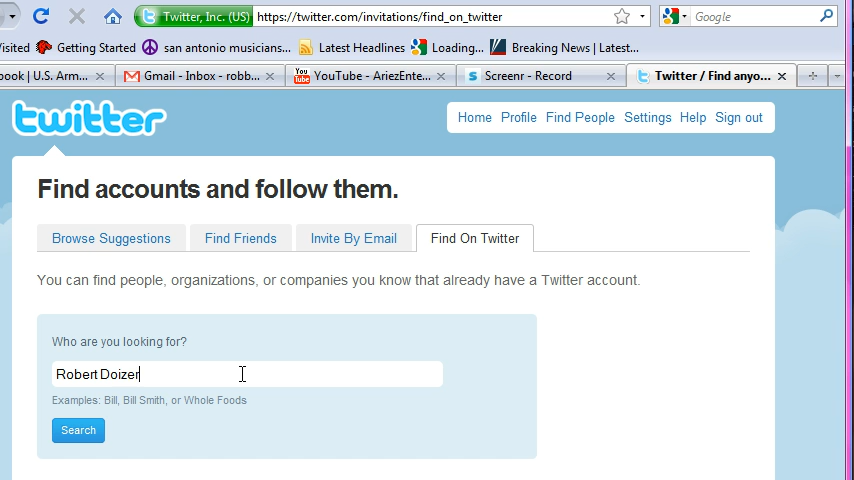 Twitter, Inc. (US) https://twitter.com/invitations/find_on_twitter Google
isited Getting Started san antonio musicians... Latest Headlines Loading... Breaking News | Latest...
ook | U.S. Arm... Gmail - Inbox - robb... You Tube YouTube - AriezEnte... S Screenr - Record Twitter / Find anyo...
twitter
Home Profile Find People Settings Help Sign out
Find accounts and follow them.
Browse Suggestions Find Friends Invite By Email Find On Twitter
You can find people, organizations, or companies you know that already have a Twitter account.
Who are you looking for?
Robert Doizer
Examples: Bill, Bill Smith, or Whole Foods
Search